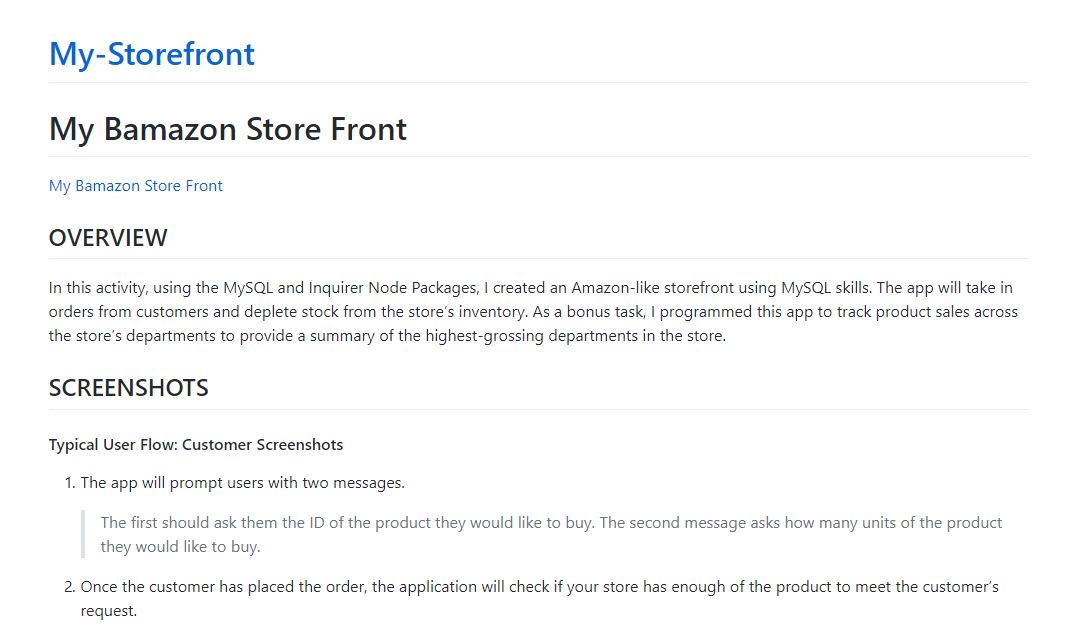 My-Storefront
My Bamazon Store Front
My Bamazon Store Front
OVERVIEW
In this activity, using the MySQL and Inquirer Node Packages, I created an Amazon-like storefront using MySQL skills. The app will take in
orders from customers and deplete stock from the store’s inventory. As a bonus task, I programmed this app to track product sales across
the store’s departments to provide a summary of the highest-grossing departments in the store.
SCREENSHOTS
Typical User Flow: Customer Screenshots
1. The app will prompt users with two messages.
The first should ask them the ID of the product they would like to buy. The second message asks how many units of the product
they would like to buy.
2. Once the customer has placed the order, the application will check if your store has enough of the product to meet the customer’s
request.